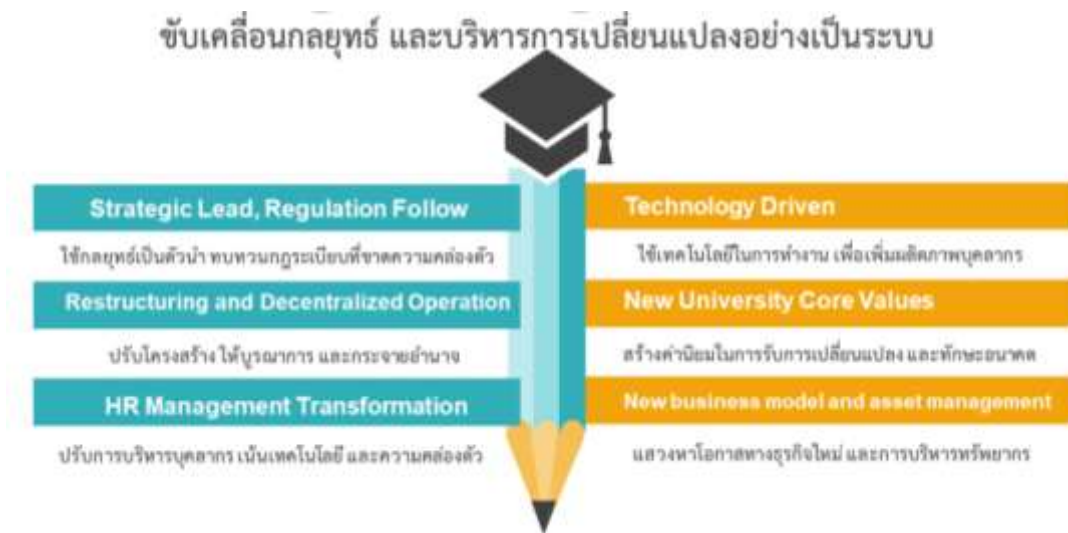 ขับเคลื่อนกลยุทธ์ และบริหารการเปลี่ยนแปลงอย่างเป็นระบบ
Strategic Lead, Regulation Follow
ใช้กลยุทธ์เป็นตัวนำ ทบทวนกฎระเบียบที่ขาดความคล่องตัว
Restructuring and Decentralized Operation
ปรับโครงสร้าง ให้บูรณาการ และกระจายอำนาจ
HR Management Transformation
ปรับการบริหารบุคลากร เน้นเทคโนโลยี และความคล่องตัว
Technology Driven
ใช้เทคโนโลยีในการทำงาน เพื่อเพิ่มผลิตภาพบุคลากร
New University Core Values
สร้างค่านิยมในการรับการเปลี่ยนแปลง และทักษะอนาคต
New business model and asset management
แสวงหาโอกาสทางธุรกิจใหม่ และการบริหารทรัพยากร